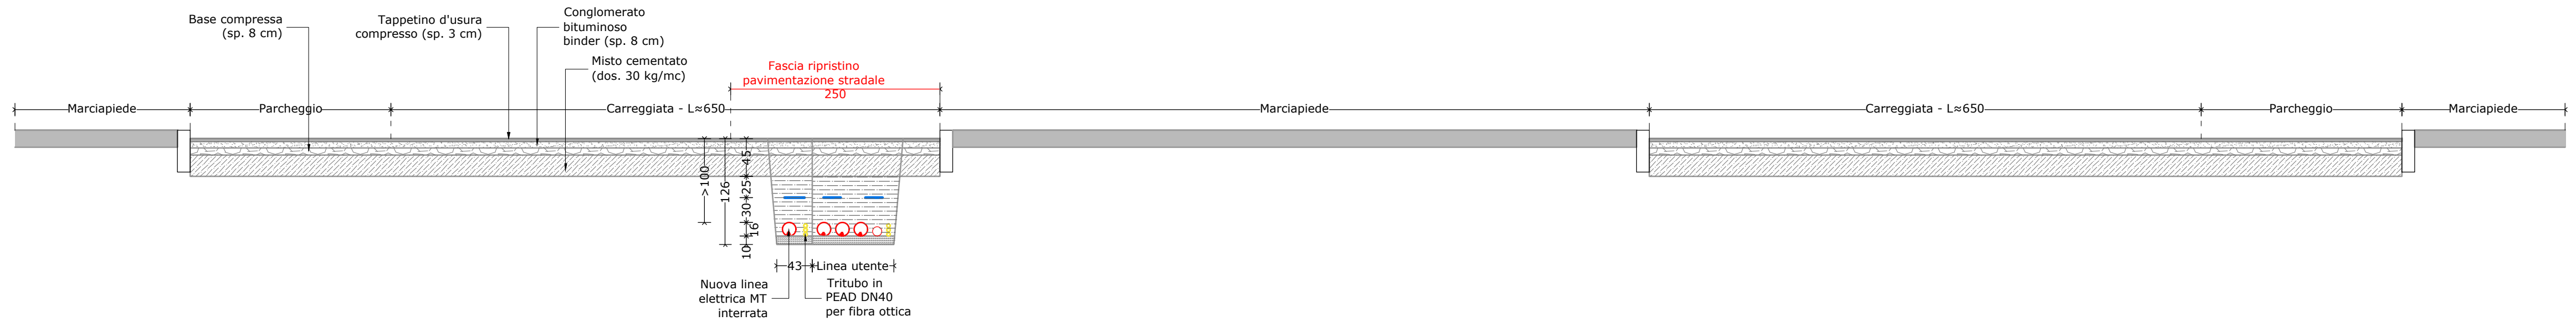 Base compressa
(sp. 8 cm)
Tappetino d'usura
compresso (sp. 3 cm)
Conglomerato
bituminoso
binder (sp. 8 cm)
Misto cementato
(dos. 30 kg/mc)
Fascia ripristino
pavimentazione stradale
250
Marciapiede
Parcheggio
Carreggiata - L≈650
Marciapiede
Carreggiata - L≈650
Parcheggio
Marciapiede
>100
126
45
25
30
16
10
43
Linea utente
Nuova linea
elettrica MT
interrata
Tritubo in
PEAD DN40
per fibra ottica